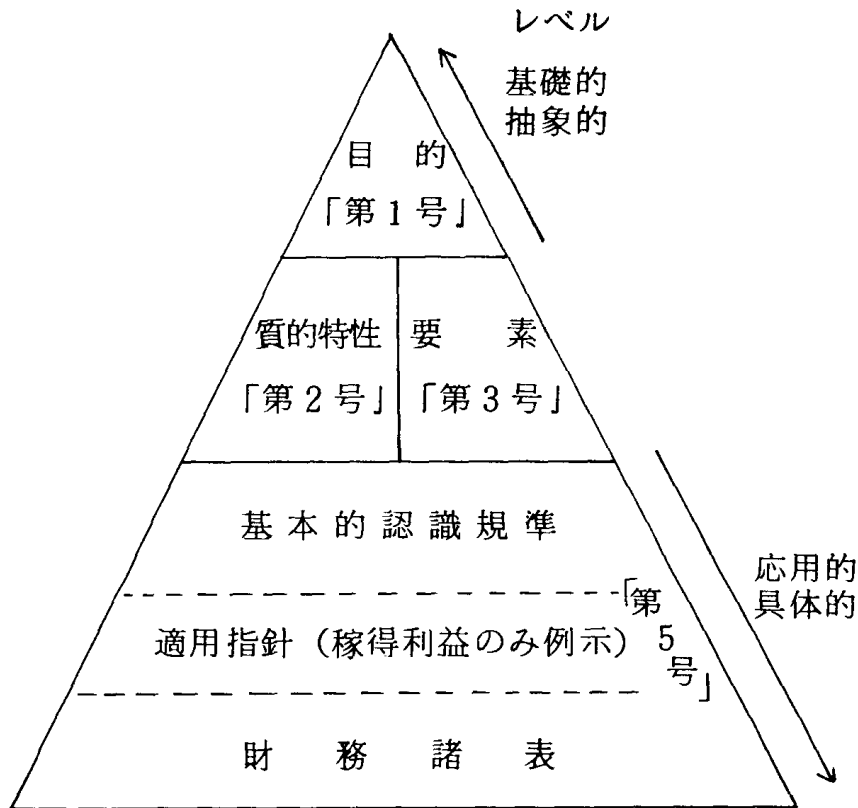 レベル
基礎的
抽象的
目的
「第1号」
質的特性
要素
「第2号」
「第3号」
基本的認識規準
適用指針（稼得利益のみ例示）
「第5号」
財務諸表
応用的
具体的